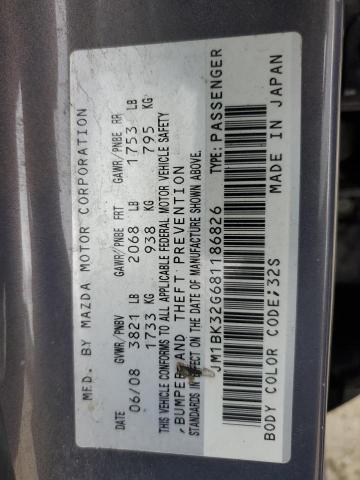 MFD. BY MAZDA MOTOR CORPORATION
DATE GVWR/PNBV GAWR/PNBE FRT GAWR/PNBE RR
06/08 3821 LB 2068 LB 1753 LB
1733 KG 938 KG 795 KG
THIS VEHICLE CONFORMS TO ALL APPLICABLE FEDERAL MOTOR VEHICLE SAFETY
, BUMPER, AND THEFT PREVENTION
STANDARDS IN EFFECT ON THE DATE OF MANUFACTURE SHOWN ABOVE.
JM1BK32G681186826 TYPE: PASSENGER
BODY COLOR CODE;32S MADE IN JAPAN